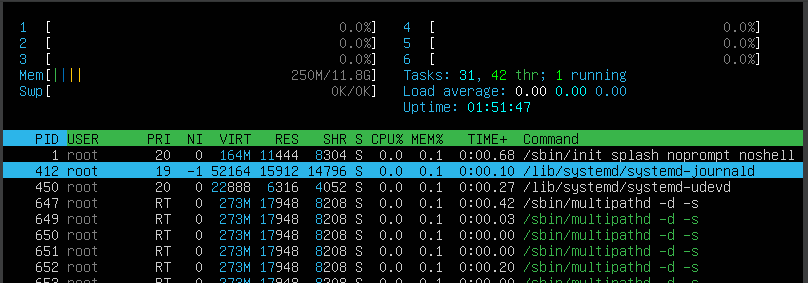 1 [ 0.0%] 4 [ 0.0%]
2 [ 0.0%] 5 [ 0.0%]
3 [ 0.0%] 6 [ 0.0%]
Mem[|||| 250M/11.8G] Tasks: 31, 42 thr; 1 running
Swp[ 0K/0K] Load average: 0.00 0.00 0.00
Uptime: 01:51:47
PID USER PRI NI VIRT RES SHR S CPU% MEM% TIME+ Command
1 root 20 0 164M 11444 8304 S 0.0 0.1 0:00.68 /sbin/init splash noprompt noshell
412 root 19 -1 52164 15912 14796 S 0.0 0.1 0:00.10 /lib/systemd/systemd-journald
450 root 20 0 22888 6316 4052 S 0.0 0.1 0:00.27 /lib/systemd/systemd-udevd
647 root RT 0 273M 17948 8208 S 0.0 0.1 0:00.42 /sbin/multipathd -d -s
649 root RT 0 273M 17948 8208 S 0.0 0.1 0:00.03 /sbin/multipathd -d -s
650 root RT 0 273M 17948 8208 S 0.0 0.1 0:00.00 /sbin/multipathd -d -s
651 root RT 0 273M 17948 8208 S 0.0 0.1 0:00.00 /sbin/multipathd -d -s
652 root RT 0 273M 17948 8208 S 0.0 0.1 0:00.20 /sbin/multipathd -d -s